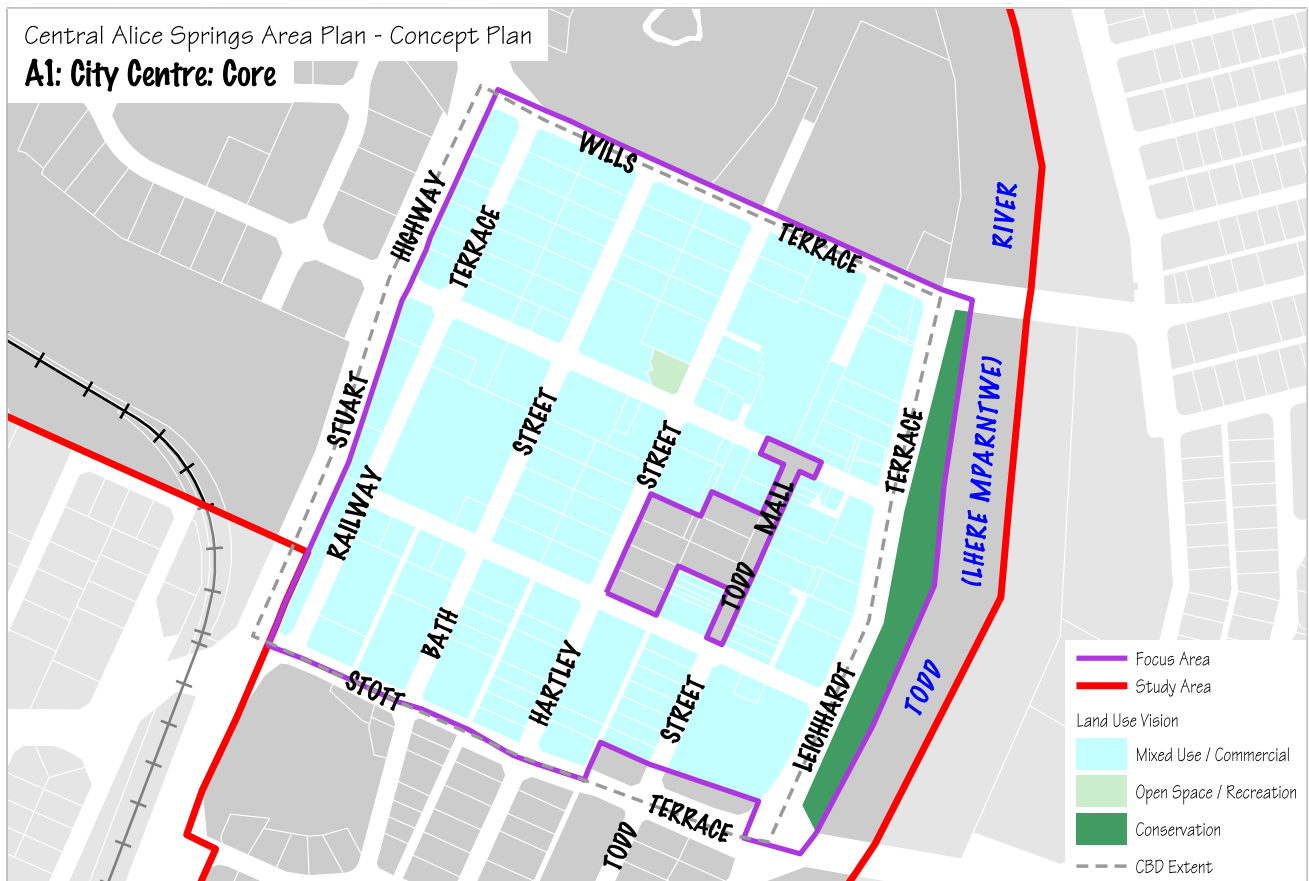 Central Alice Springs Area Plan - Concept Plan
A1: City Centre: Core
WILLS
TERRACE
HIGHWAY
TERRACE
RIVER
STUART
STREET
STREET
TERRACE
(LHERE MPARNTWE)
RAILWAY
MALL
TODD
BATH
HARTLEY
STREET
LEICHHARDT
TODD
STOTT
TERRACE
TODD
Focus Area
Study Area
Land Use Vision
Mixed Use / Commercial
Open Space / Recreation
Conservation
CBD Extent